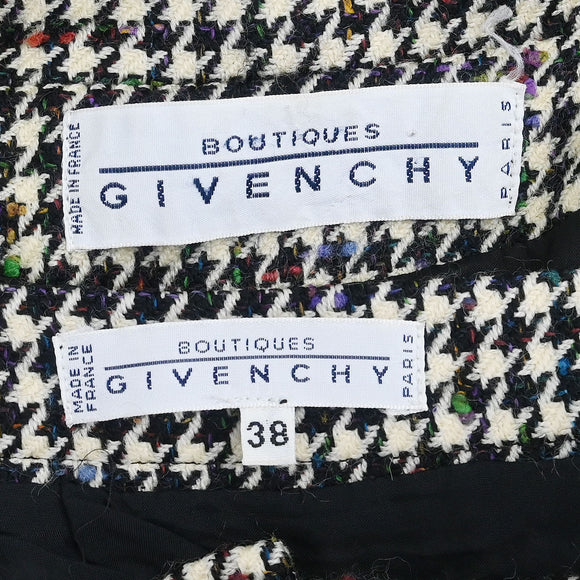 MADE IN FRANCE
BOUTIQUES
GIVENCHY
PARIS
MADE IN
FRANCE
BOUTIQUES
GIVENCHY
PARIS
38